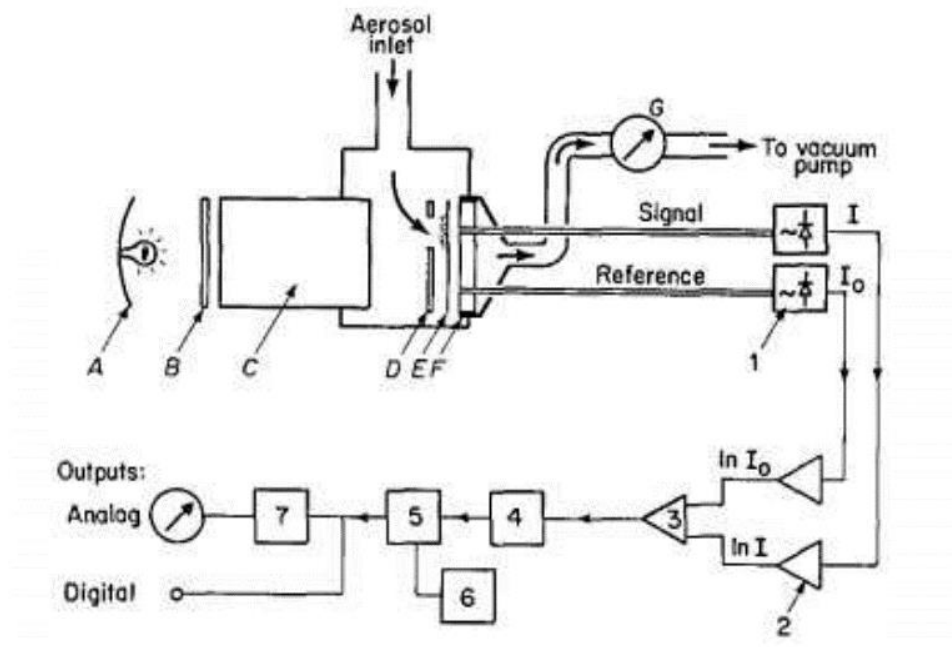 Aerosol
inlet
G
To vacuum
pump
Signal
I
Reference
I₀
A
B
C
D E F
1
ln I₀
Outputs:
Analog
7
5
4
3
ln I
Digital
6
2